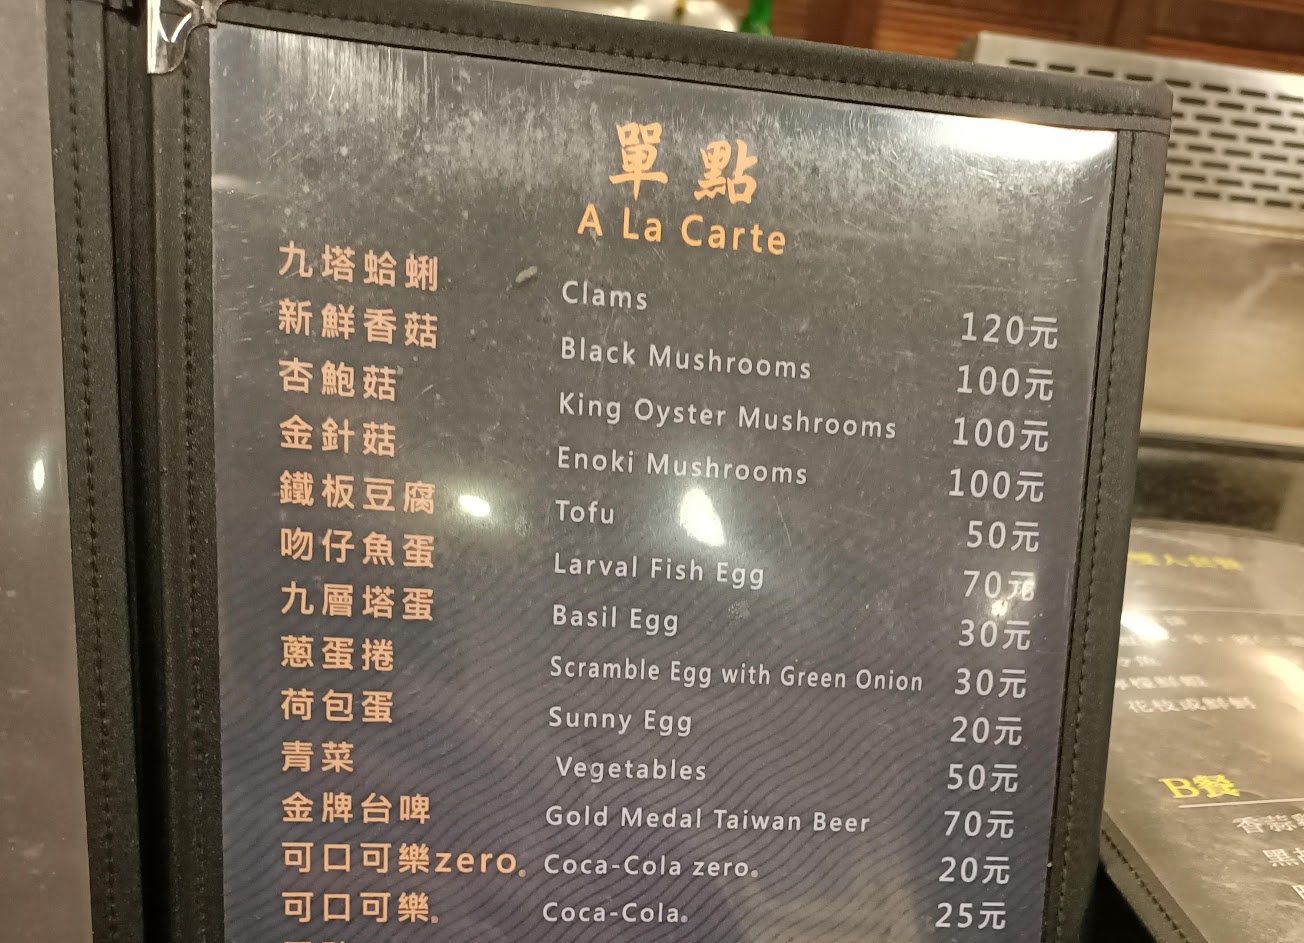 單點
A La Carte
九塔蛤蜊 Clams 120元
新鮮香菇 Black Mushrooms 100元
杏鮑菇 King Oyster Mushrooms 100元
金針菇 Enoki Mushrooms 100元
鐵板豆腐 Tofu 50元
吻仔魚蛋 Larval Fish Egg 70元
九層塔蛋 Basil Egg 30元
蔥蛋捲 Scramble Egg with Green Onion 30元
荷包蛋 Sunny Egg 20元
青菜 Vegetables 50元
金牌台啤 Gold Medal Taiwan Beer 70元
可口可樂zero。 Coca-Cola zero。 20元
可口可樂。 Coca-Cola。 25元
B餐
香蒜